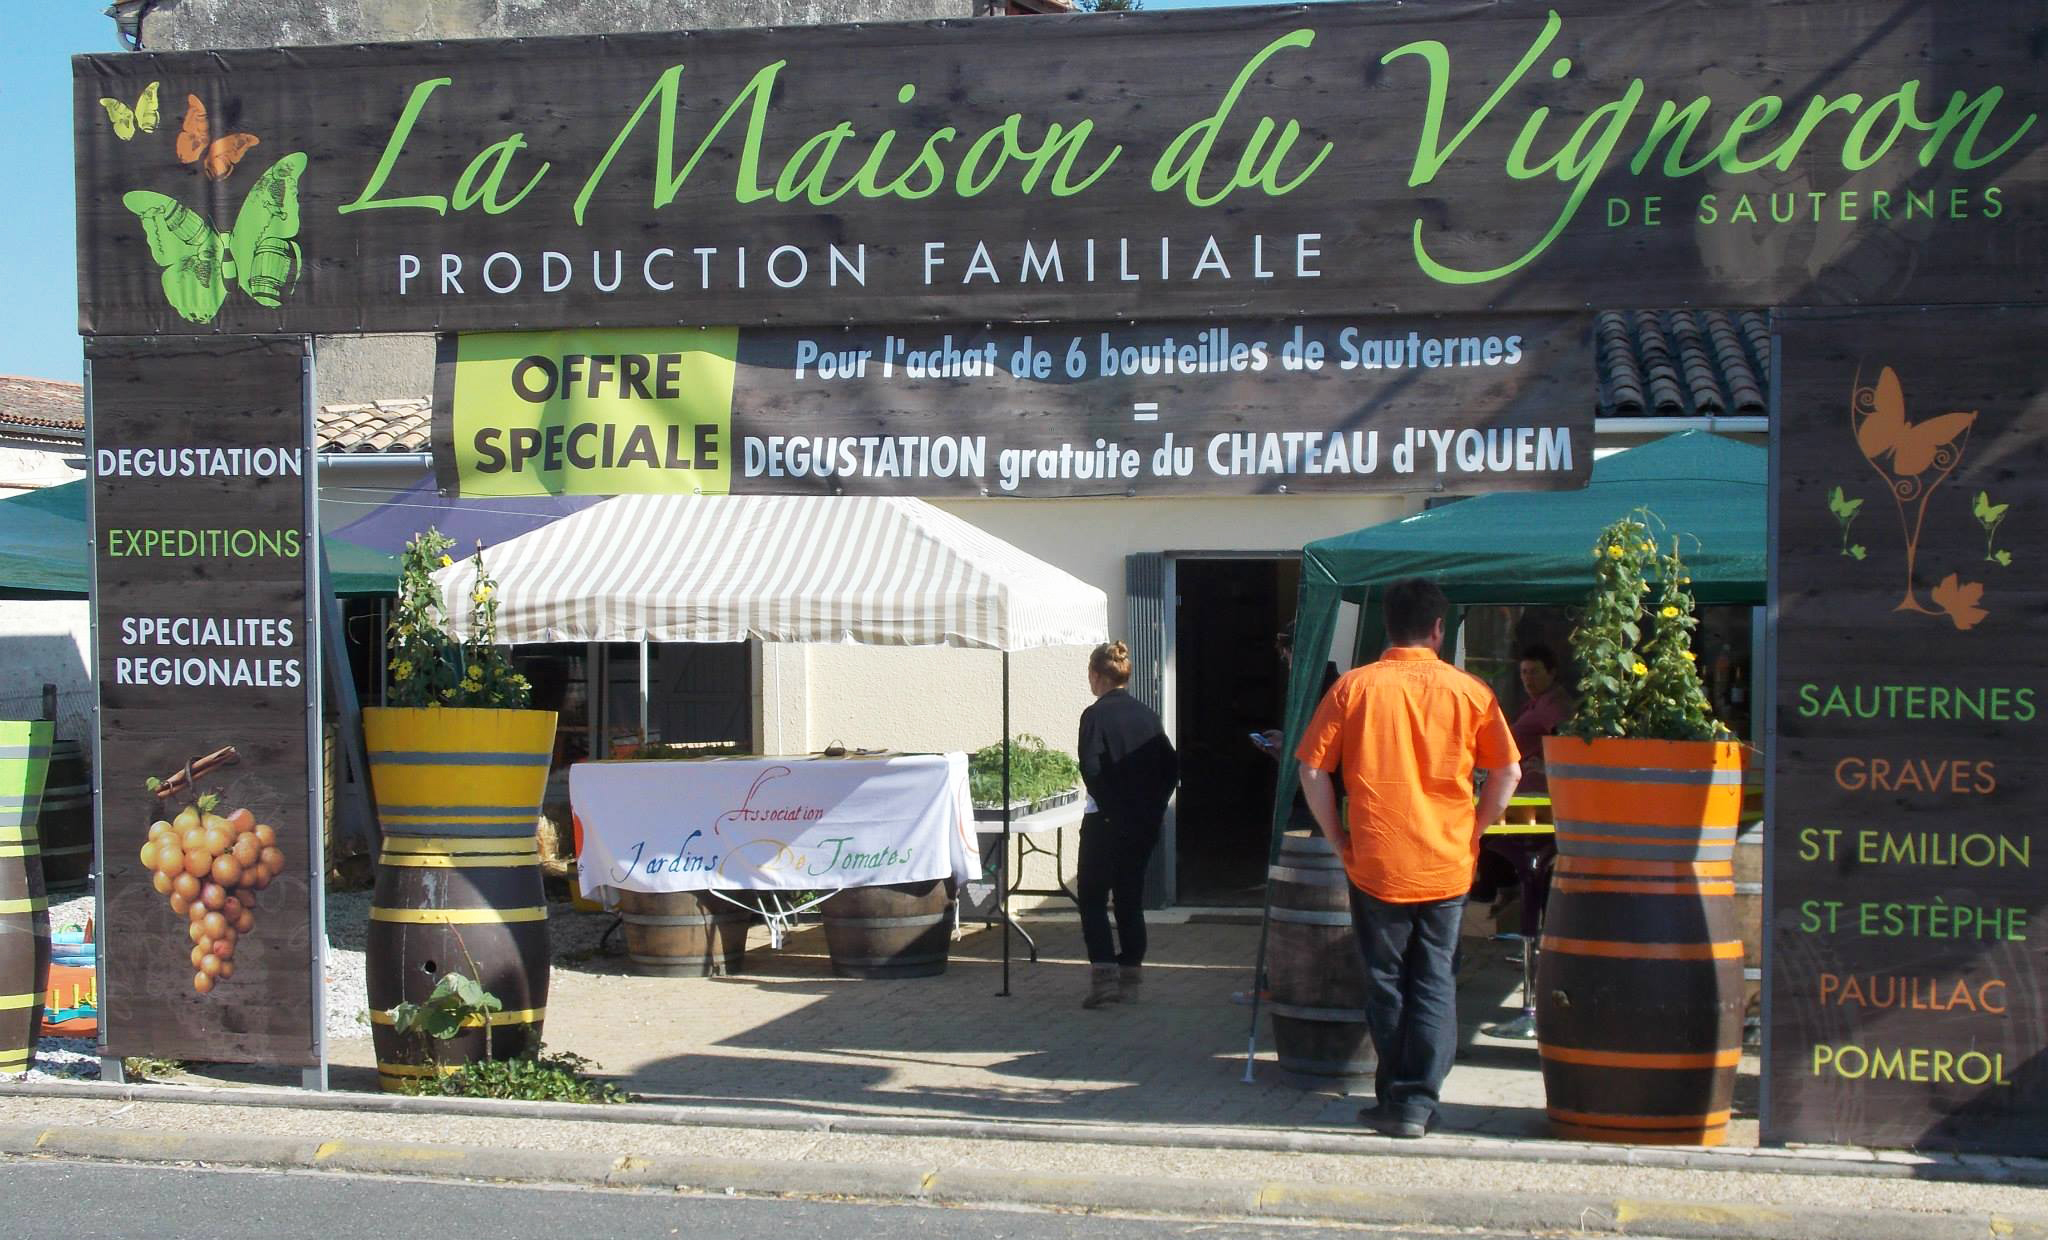 La Maison du Vigneron
DE SAUTERNES
PRODUCTION FAMILIALE
OFFRE
SPECIALE
Pour l'achat de 6 bouteilles de Sauternes
=
DEGUSTATION gratuite du CHATEAU d'YQUEM
DEGUSTATION
EXPEDITIONS
SPECIALITES
REGIONALES
Association
Jardins De Tomates
SAUTERNES
GRAVES
ST EMILION
ST ESTÈPHE
PAUILLAC
POMEROL